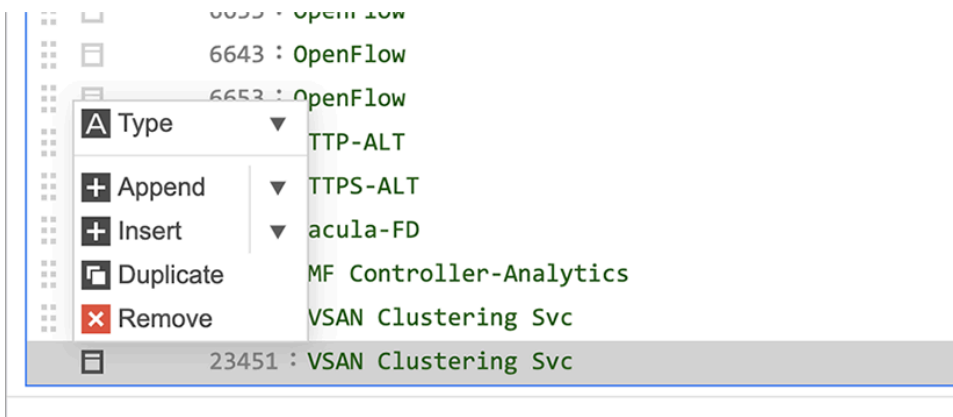 OpenFlow
6643 : OpenFlow
6653 : OpenFlow
Type
TTP-ALT
Append
TTPS-ALT
Insert
acula-FD
Duplicate
MF Controller-Analytics
Remove
VSAN Clustering Svc
23451 : VSAN Clustering Svc